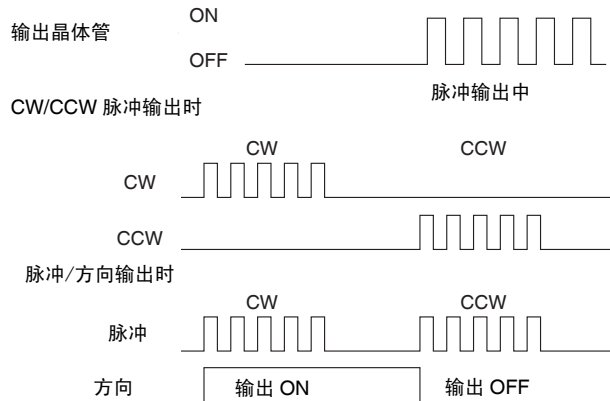 ON
输出晶体管
OFF
脉冲输出中
CW/CCW 脉冲输出时
CW CCW
CW
CCW
脉冲/方向输出时
CW CCW
脉冲
方向 输出 ON 输出 OFF